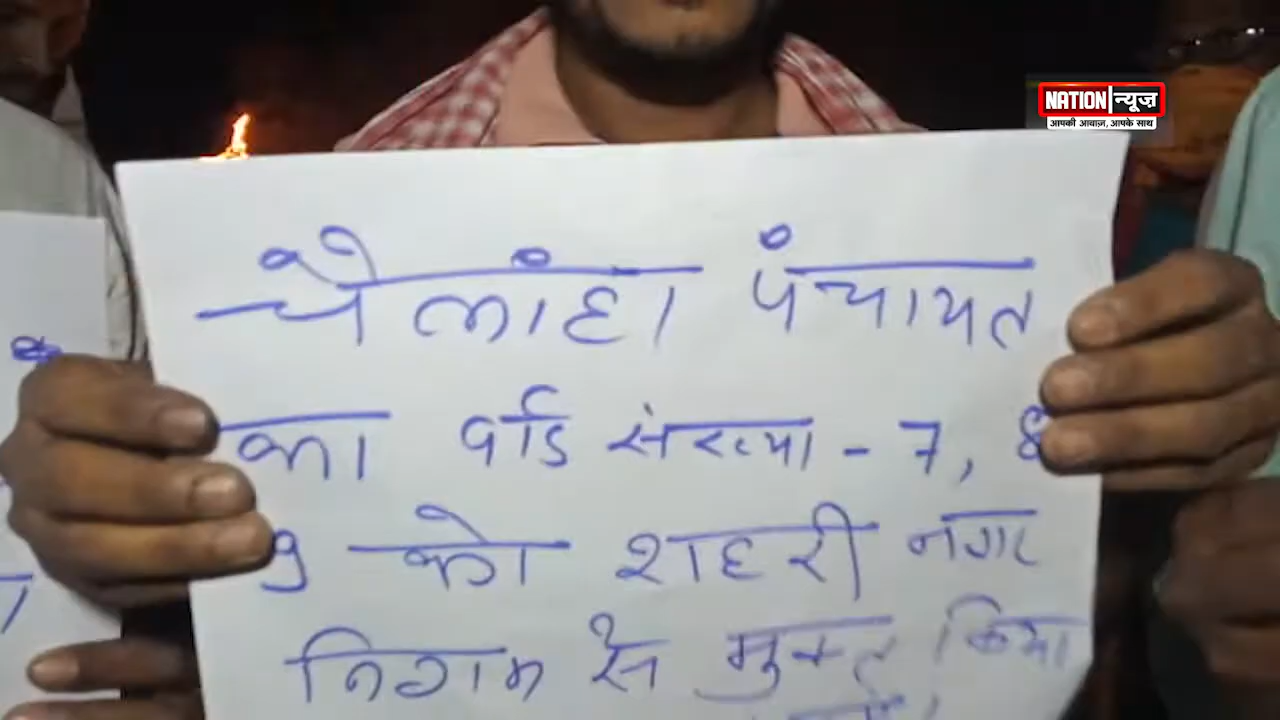 NATION न्यूज़
आपकी आवाज़, आपके साथ
चैलांहा पंचायत
का वार्ड संख्या - 7, 8
9 को शहरी नगर
निगम से मुक्त किया